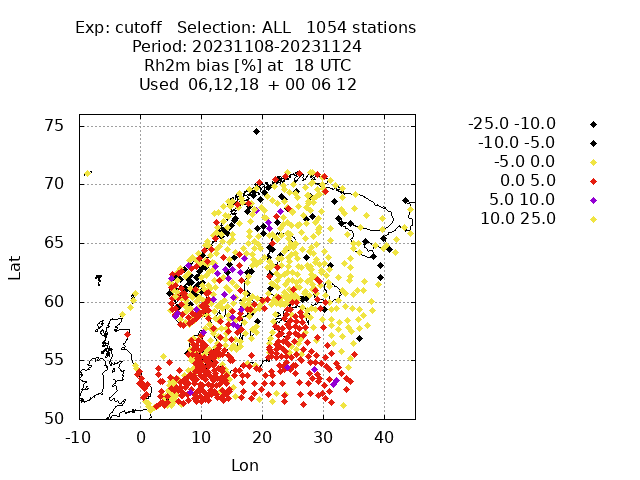 Exp: cutoff   Selection: ALL   1054 stations
Period: 20231108-20231124
Rh2m bias [%] at  18 UTC
Used  06,12,18  + 00 06 12
-25.0 -10.0
-10.0 -5.0
-5.0 0.0
0.0 5.0
5.0 10.0
10.0 25.0
75
70
65
60
55
50
Lat
-10 0 10 20 30 40
Lon